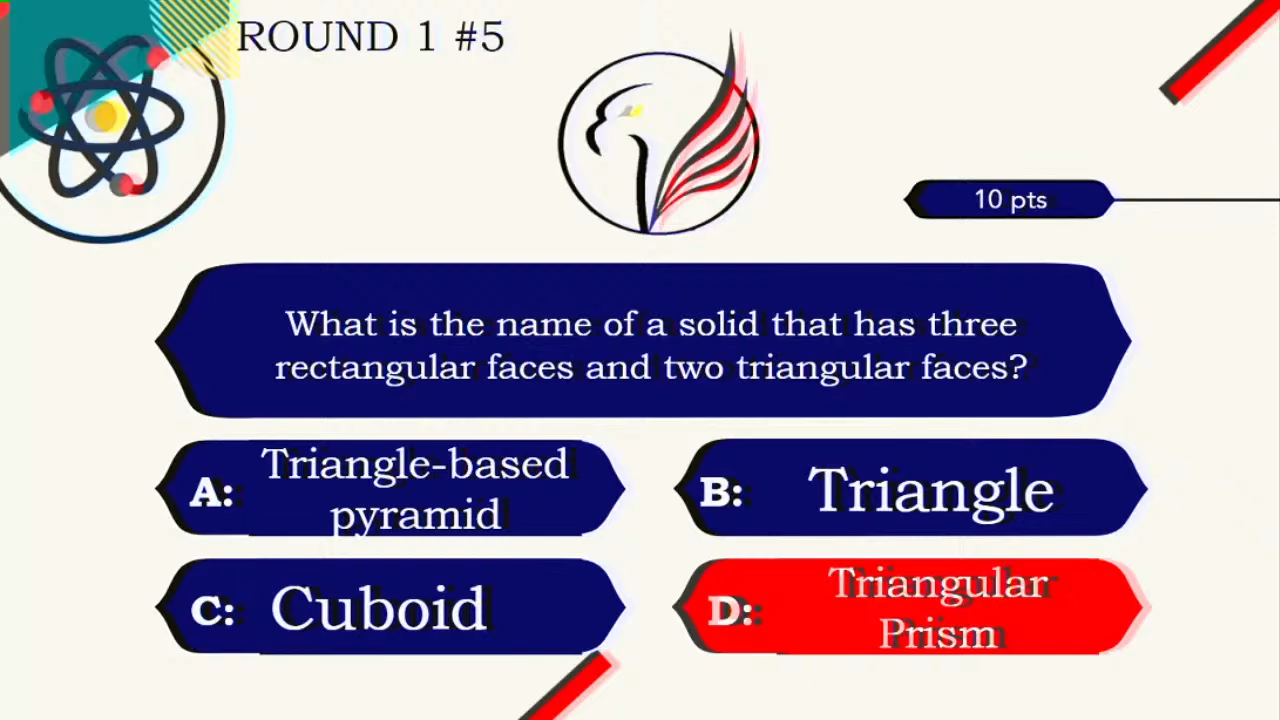 ROUND 1 #5
10 pts
What is the name of a solid that has three
rectangular faces and two triangular faces?
A: Triangle-based
pyramid
B: Triangle
C: Cuboid
D: Triangular
Prism